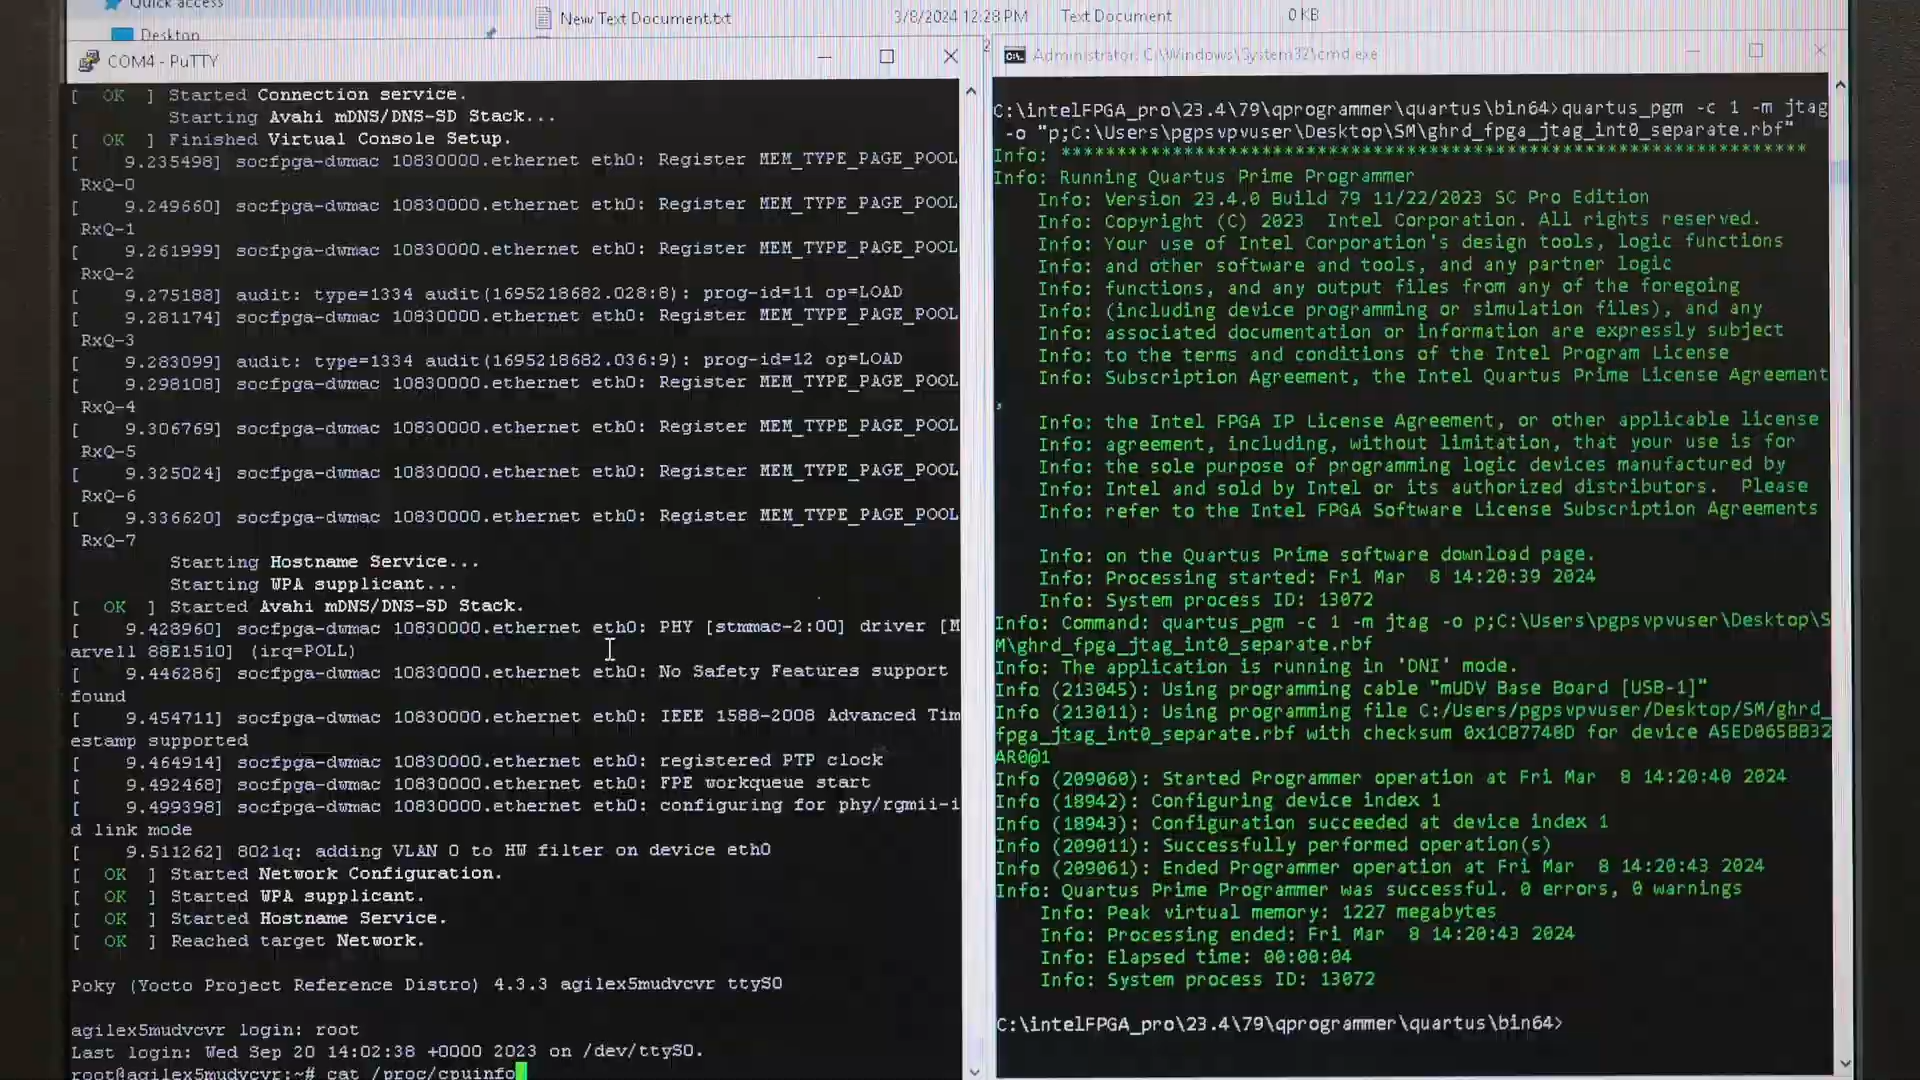 Quick access
Desktop
New Text Document.txt 3/8/2024 12:28 PM Text Document 0 KB
COM4 - PuTTY
[  OK  ] Started Connection service.
Starting Avahi mDNS/DNS-SD Stack...
[  OK  ] Finished Virtual Console Setup.
[    9.235498] socfpga-dwmac 10830000.ethernet eth0: Register MEM_TYPE_PAGE_POOL
RxQ-0
[    9.249660] socfpga-dwmac 10830000.ethernet eth0: Register MEM_TYPE_PAGE_POOL
RxQ-1
[    9.261999] socfpga-dwmac 10830000.ethernet eth0: Register MEM_TYPE_PAGE_POOL
RxQ-2
[    9.275188] audit: type=1334 audit(1695218682.028:8): prog-id=11 op=LOAD
[    9.281174] socfpga-dwmac 10830000.ethernet eth0: Register MEM_TYPE_PAGE_POOL
RxQ-3
[    9.283099] audit: type=1334 audit(1695218682.036:9): prog-id=12 op=LOAD
[    9.298108] socfpga-dwmac 10830000.ethernet eth0: Register MEM_TYPE_PAGE_POOL
RxQ-4
[    9.306769] socfpga-dwmac 10830000.ethernet eth0: Register MEM_TYPE_PAGE_POOL
RxQ-5
[    9.325024] socfpga-dwmac 10830000.ethernet eth0: Register MEM_TYPE_PAGE_POOL
RxQ-6
[    9.336620] socfpga-dwmac 10830000.ethernet eth0: Register MEM_TYPE_PAGE_POOL
RxQ-7
Starting Hostname Service...
Starting WPA supplicant...
[  OK  ] Started Avahi mDNS/DNS-SD Stack.
[    9.428960] socfpga-dwmac 10830000.ethernet eth0: PHY [stmmac-2:00] driver [M
arvell 88E1510] (irq=POLL)
[    9.446286] socfpga-dwmac 10830000.ethernet eth0: No Safety Features support
found
[    9.454711] socfpga-dwmac 10830000.ethernet eth0: IEEE 1588-2008 Advanced Tim
estamp supported
[    9.464914] socfpga-dwmac 10830000.ethernet eth0: registered PTP clock
[    9.492468] socfpga-dwmac 10830000.ethernet eth0: FPE workqueue start
[    9.499398] socfpga-dwmac 10830000.ethernet eth0: configuring for phy/rgmii-i
d link mode
[    9.511262] 8021q: adding VLAN 0 to HW filter on device eth0
[  OK  ] Started Network Configuration.
[  OK  ] Started WPA supplicant.
[  OK  ] Started Hostname Service.
[  OK  ] Reached target Network.
Poky (Yocto Project Reference Distro) 4.3.3 agilex5mudvcvr ttyS0
agilex5mudvcvr login: root
Last login: Wed Sep 20 14:02:38 +0000 2023 on /dev/ttyS0.
root@agilex5mudvcvr:~# cat /proc/cpuinfo
Administrator: C:\Windows\System32\cmd.exe
C:\intelFPGA_pro\23.4\79\qprogrammer\quartus\bin64>quartus_pgm -c 1 -m jtag
-o "p;C:\Users\pgpsvpvuser\Desktop\SM\ghrd_fpga_jtag_int0_separate.rbf"
Info: *******************************************************************
Info: Running Quartus Prime Programmer
Info: Version 23.4.0 Build 79 11/22/2023 SC Pro Edition
Info: Copyright (C) 2023  Intel Corporation. All rights reserved.
Info: Your use of Intel Corporation's design tools, logic functions
Info: and other software and tools, and any partner logic
Info: functions, and any output files from any of the foregoing
Info: (including device programming or simulation files), and any
Info: associated documentation or information are expressly subject
Info: to the terms and conditions of the Intel Program License
Info: Subscription Agreement, the Intel Quartus Prime License Agreement
,
Info: the Intel FPGA IP License Agreement, or other applicable license
Info: agreement, including, without limitation, that your use is for
Info: the sole purpose of programming logic devices manufactured by
Info: Intel and sold by Intel or its authorized distributors.  Please
Info: refer to the Intel FPGA Software License Subscription Agreements
Info: on the Quartus Prime software download page.
Info: Processing started: Fri Mar  8 14:20:39 2024
Info: System process ID: 13072
Info: Command: quartus_pgm -c 1 -m jtag -o p;C:\Users\pgpsvpvuser\Desktop\S
M\ghrd_fpga_jtag_int0_separate.rbf
Info: The application is running in 'DNI' mode.
Info (213045): Using programming cable "mUDV Base Board [USB-1]"
Info (213011): Using programming file C:/Users/pgpsvpvuser/Desktop/SM/ghrd_
fpga_jtag_int0_separate.rbf with checksum 0x1CB7748D for device A5ED065BB32
AR0@1
Info (209060): Started Programmer operation at Fri Mar  8 14:20:40 2024
Info (18942): Configuring device index 1
Info (18943): Configuration succeeded at device index 1
Info (209011): Successfully performed operation(s)
Info (209061): Ended Programmer operation at Fri Mar  8 14:20:43 2024
Info: Quartus Prime Programmer was successful. 0 errors, 0 warnings
Info: Peak virtual memory: 1227 megabytes
Info: Processing ended: Fri Mar  8 14:20:43 2024
Info: Elapsed time: 00:00:04
Info: System process ID: 13072
C:\intelFPGA_pro\23.4\79\qprogrammer\quartus\bin64>